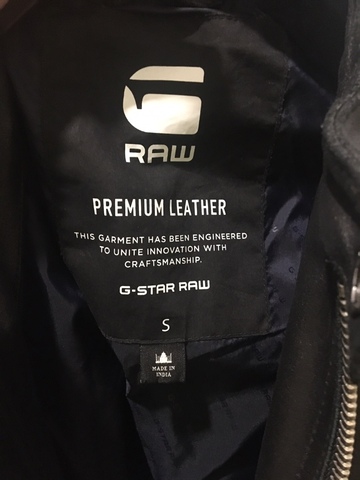 G
RAW
PREMIUM LEATHER
THIS GARMENT HAS BEEN ENGINEERED
TO UNITE INNOVATION WITH
CRAFTSMANSHIP.
G-STAR RAW
S
MADE IN
INDIA